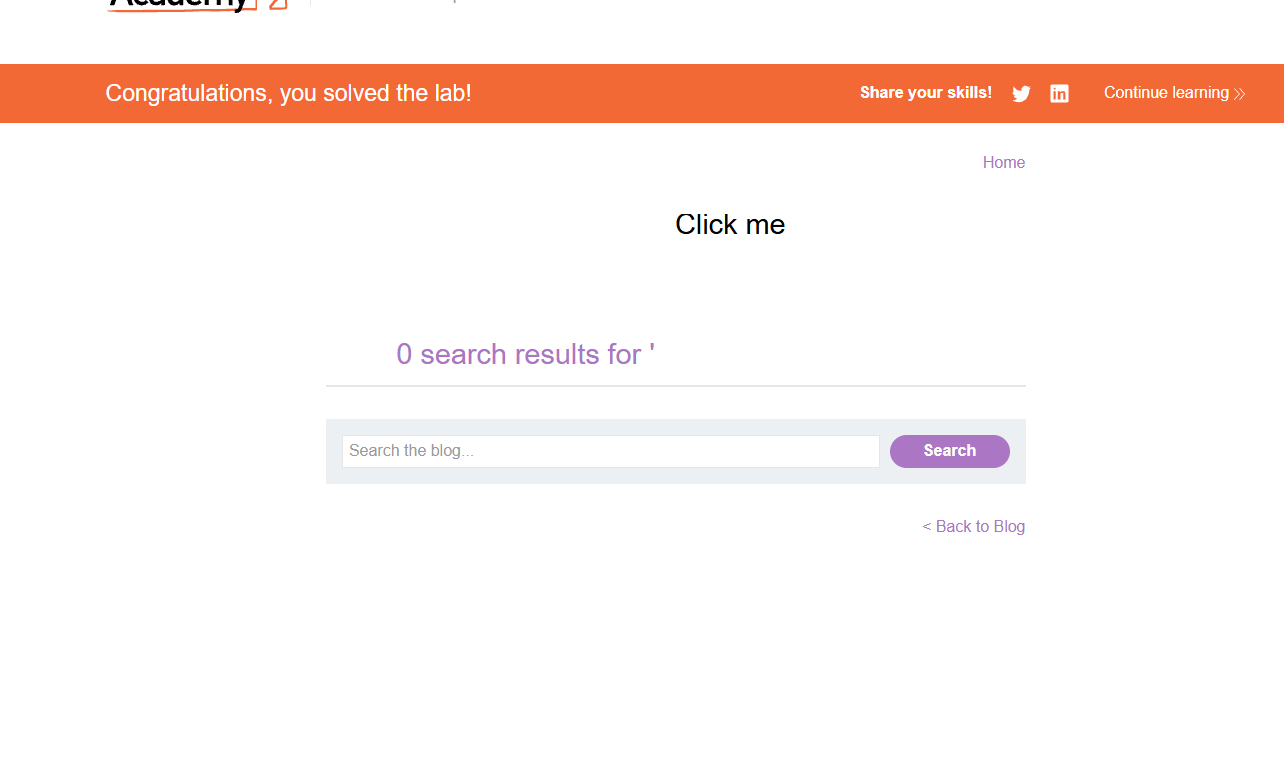 Academy
Congratulations, you solved the lab!
Share your skills!
Continue learning
Home
Click me
0 search results for '
Search the blog...
Search
< Back to Blog